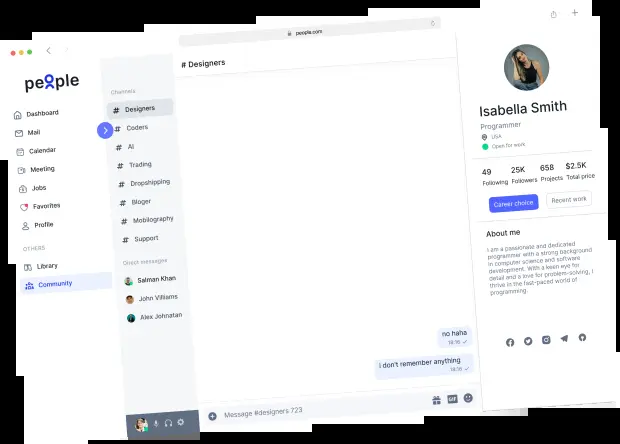 people.com
people
Dashboard
Mail
Calendar
Meeting
Jobs
Favorites
Profile
OTHERS
Library
Community
Channels
# Designers
# Coders
# AI
# Trading
# Dropshipping
# Bloger
# Mobilography
# Support
Direct messages
Salman Khan
John Villiams
Alex Johnatan
# Designers
no haha
18:16
i don't remember anything
18:16
Message #designers 723
GIF
Isabella Smith
Programmer
USA
Open for work
49 25K 658 $2.5K
Following Followers Projects Total price
Career choice Recent work
About me
I am a passionate and dedicated
programmer with a strong background
in computer science and software
development. With a keen eye for
detail and a love for problem-solving, I
thrive in the fast-paced world of
programming.